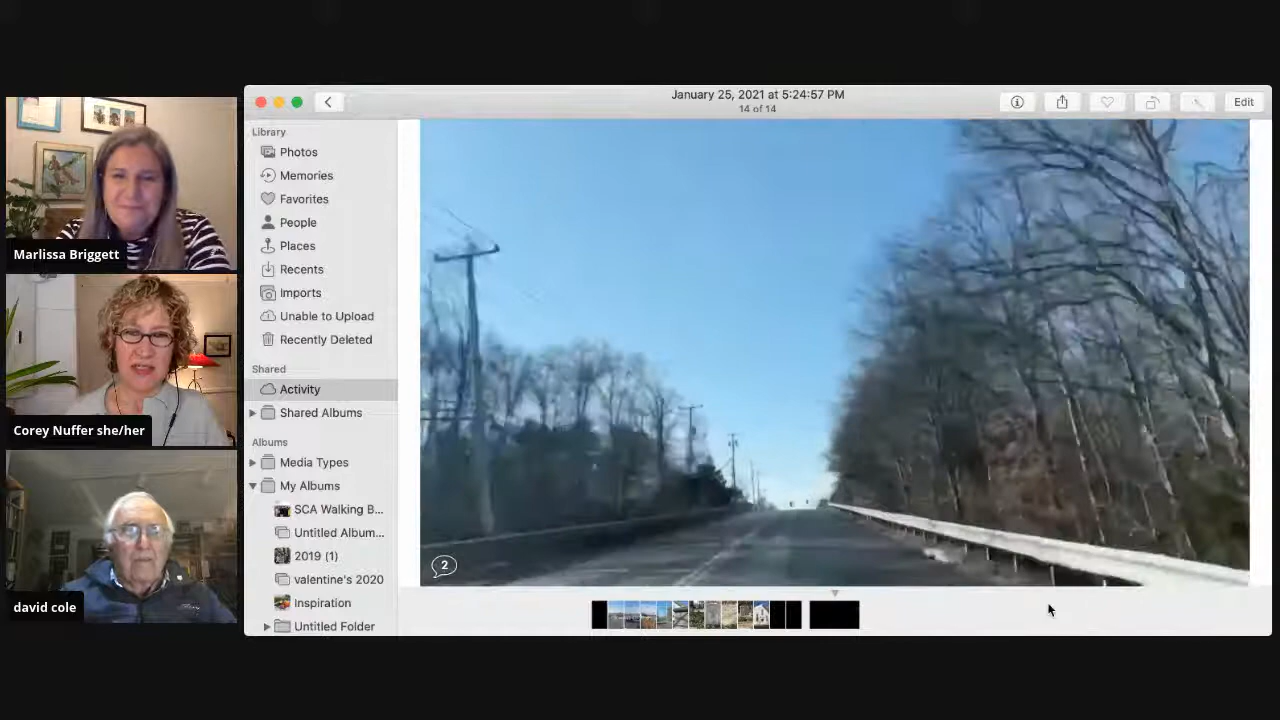 Marlissa Briggett
Corey Nuffer she/her
david cole
January 25, 2021 at 5:24:57 PM
14 of 14
Edit
Library
Photos
Memories
Favorites
People
Places
Recents
Imports
Unable to Upload
Recently Deleted
Shared
Activity
Shared Albums
Albums
Media Types
My Albums
SCA Walking B...
Untitled Album...
2019 (1)
valentine's 2020
Inspiration
Untitled Folder
2